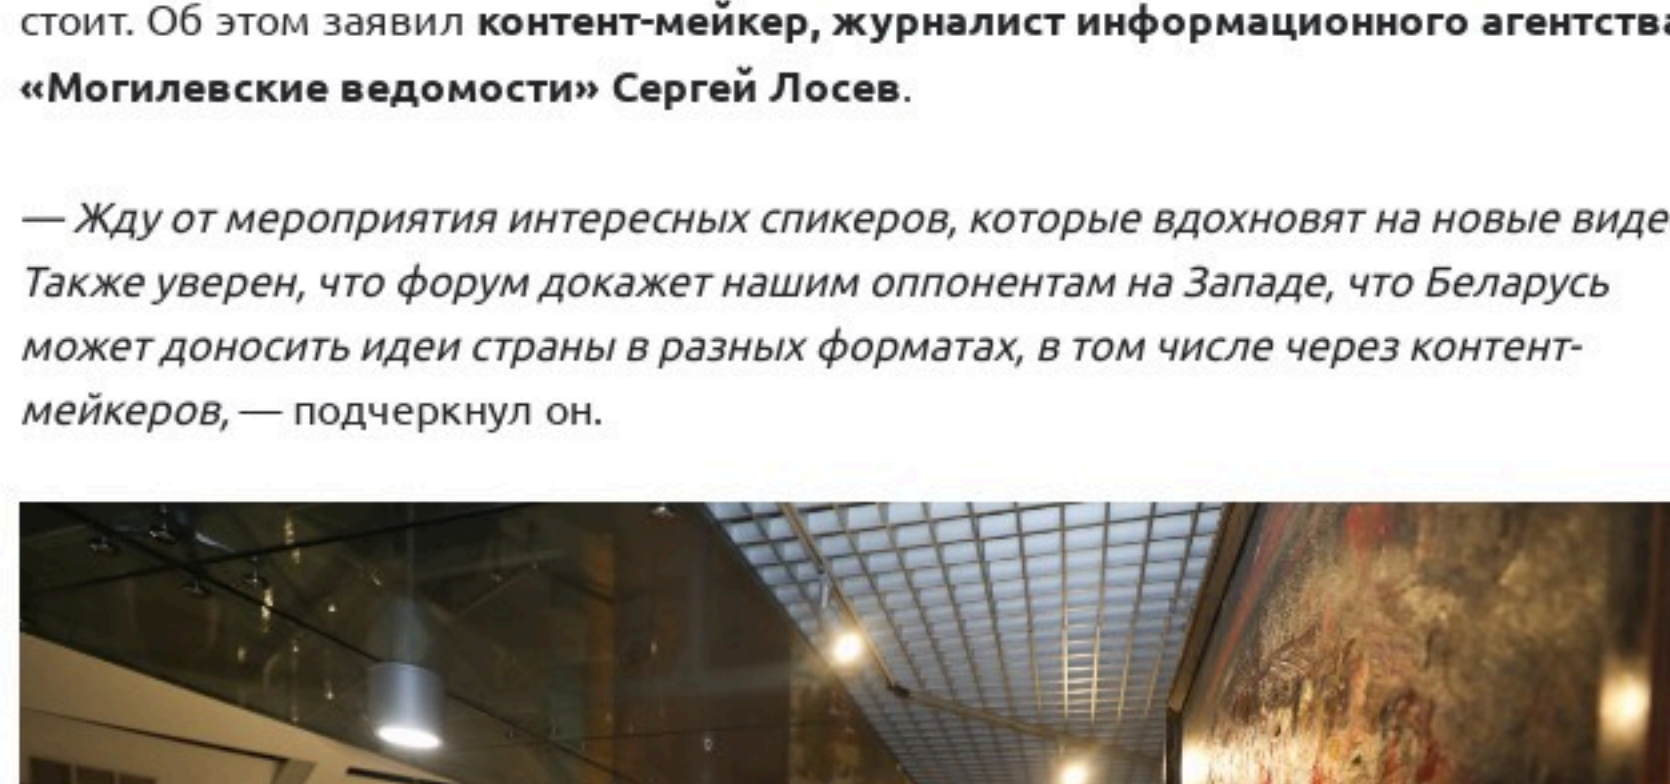 стоит. Об этом заявил контент-мейкер, журналист информационного агентства
«Могилевские ведомости» Сергей Лосев.
— Жду от мероприятия интересных спикеров, которые вдохновят на новые виде
Также уверен, что форум докажет нашим оппонентам на Западе, что Беларусь
может доносить идеи страны в разных форматах, в том числе через контент-
мейкеров, — подчеркнул он.